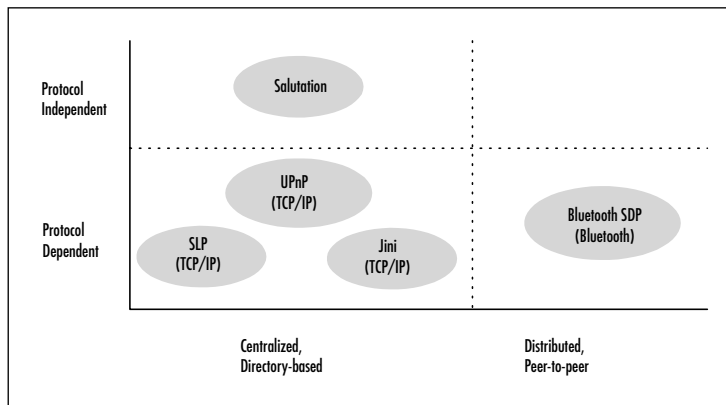 Protocol
Independent
Salutation
UPnP
(TCP/IP)
Bluetooth SDP
(Bluetooth)
Protocol
Dependent
SLP
(TCP/IP)
Jini
(TCP/IP)
Centralized,
Directory-based
Distributed,
Peer-to-peer